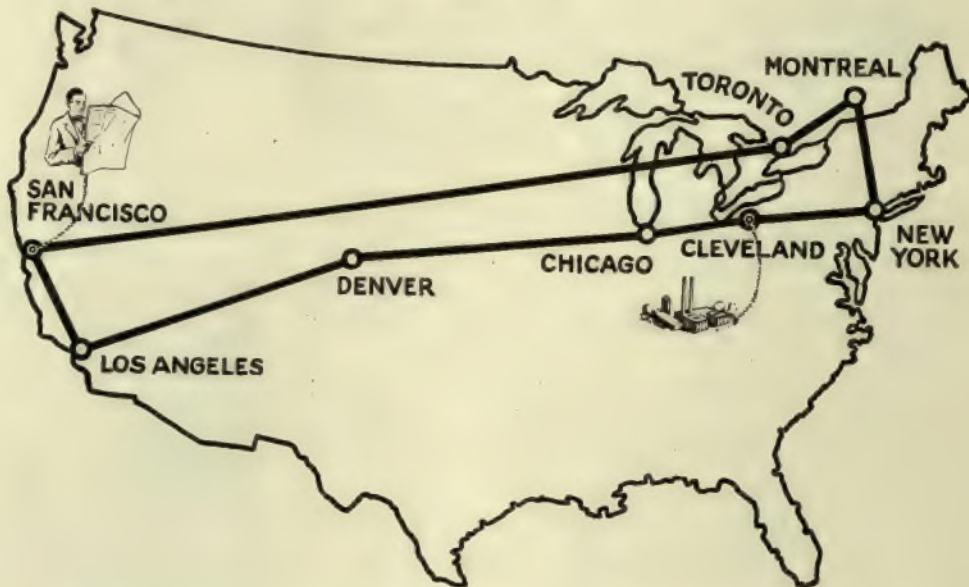 MONTREAL
TORONTO
SAN
FRANCISCO
NEW
YORK
CLEVELAND
CHICAGO
DENVER
LOS ANGELES